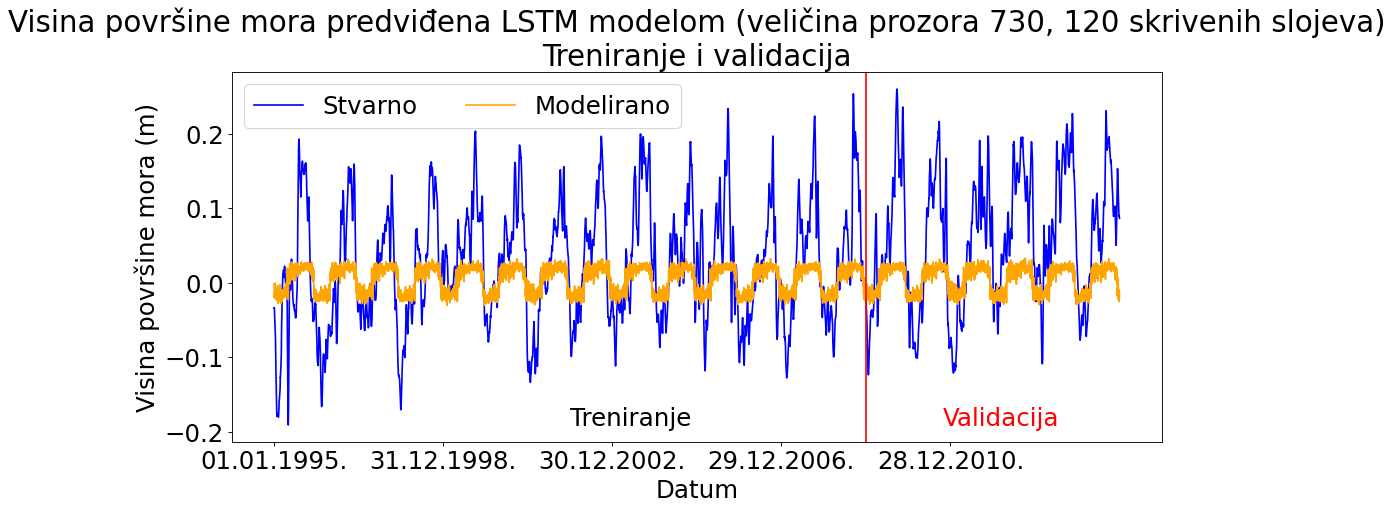 Visina površine mora predviđena LSTM modelom (veličina prozora 730, 120 skrivenih slojeva)
Treniranje i validacija
Stvarno
Modelirano
Visina površine mora (m)
0.2
0.1
0.0
−0.1
−0.2
Treniranje
Validacija
01.01.1995.
31.12.1998.
30.12.2002.
29.12.2006.
28.12.2010.
Datum